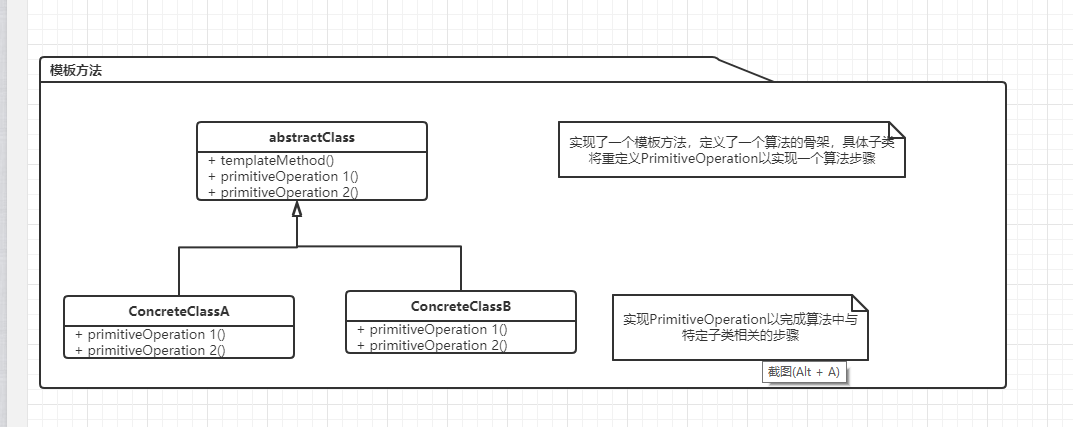 模板方法
abstractClass
+ templateMethod()
+ primitiveOperation 1()
+ primitiveOperation 2()
实现了一个模板方法，定义了一个算法的骨架，具体子类
将重定义PrimitiveOperation以实现一个算法步骤
ConcreteClassA
+ primitiveOperation 1()
+ primitiveOperation 2()
ConcreteClassB
+ primitiveOperation 1()
+ primitiveOperation 2()
实现PrimitiveOperation以完成算法中与
特定子类相关的步骤
截图(Alt + A)